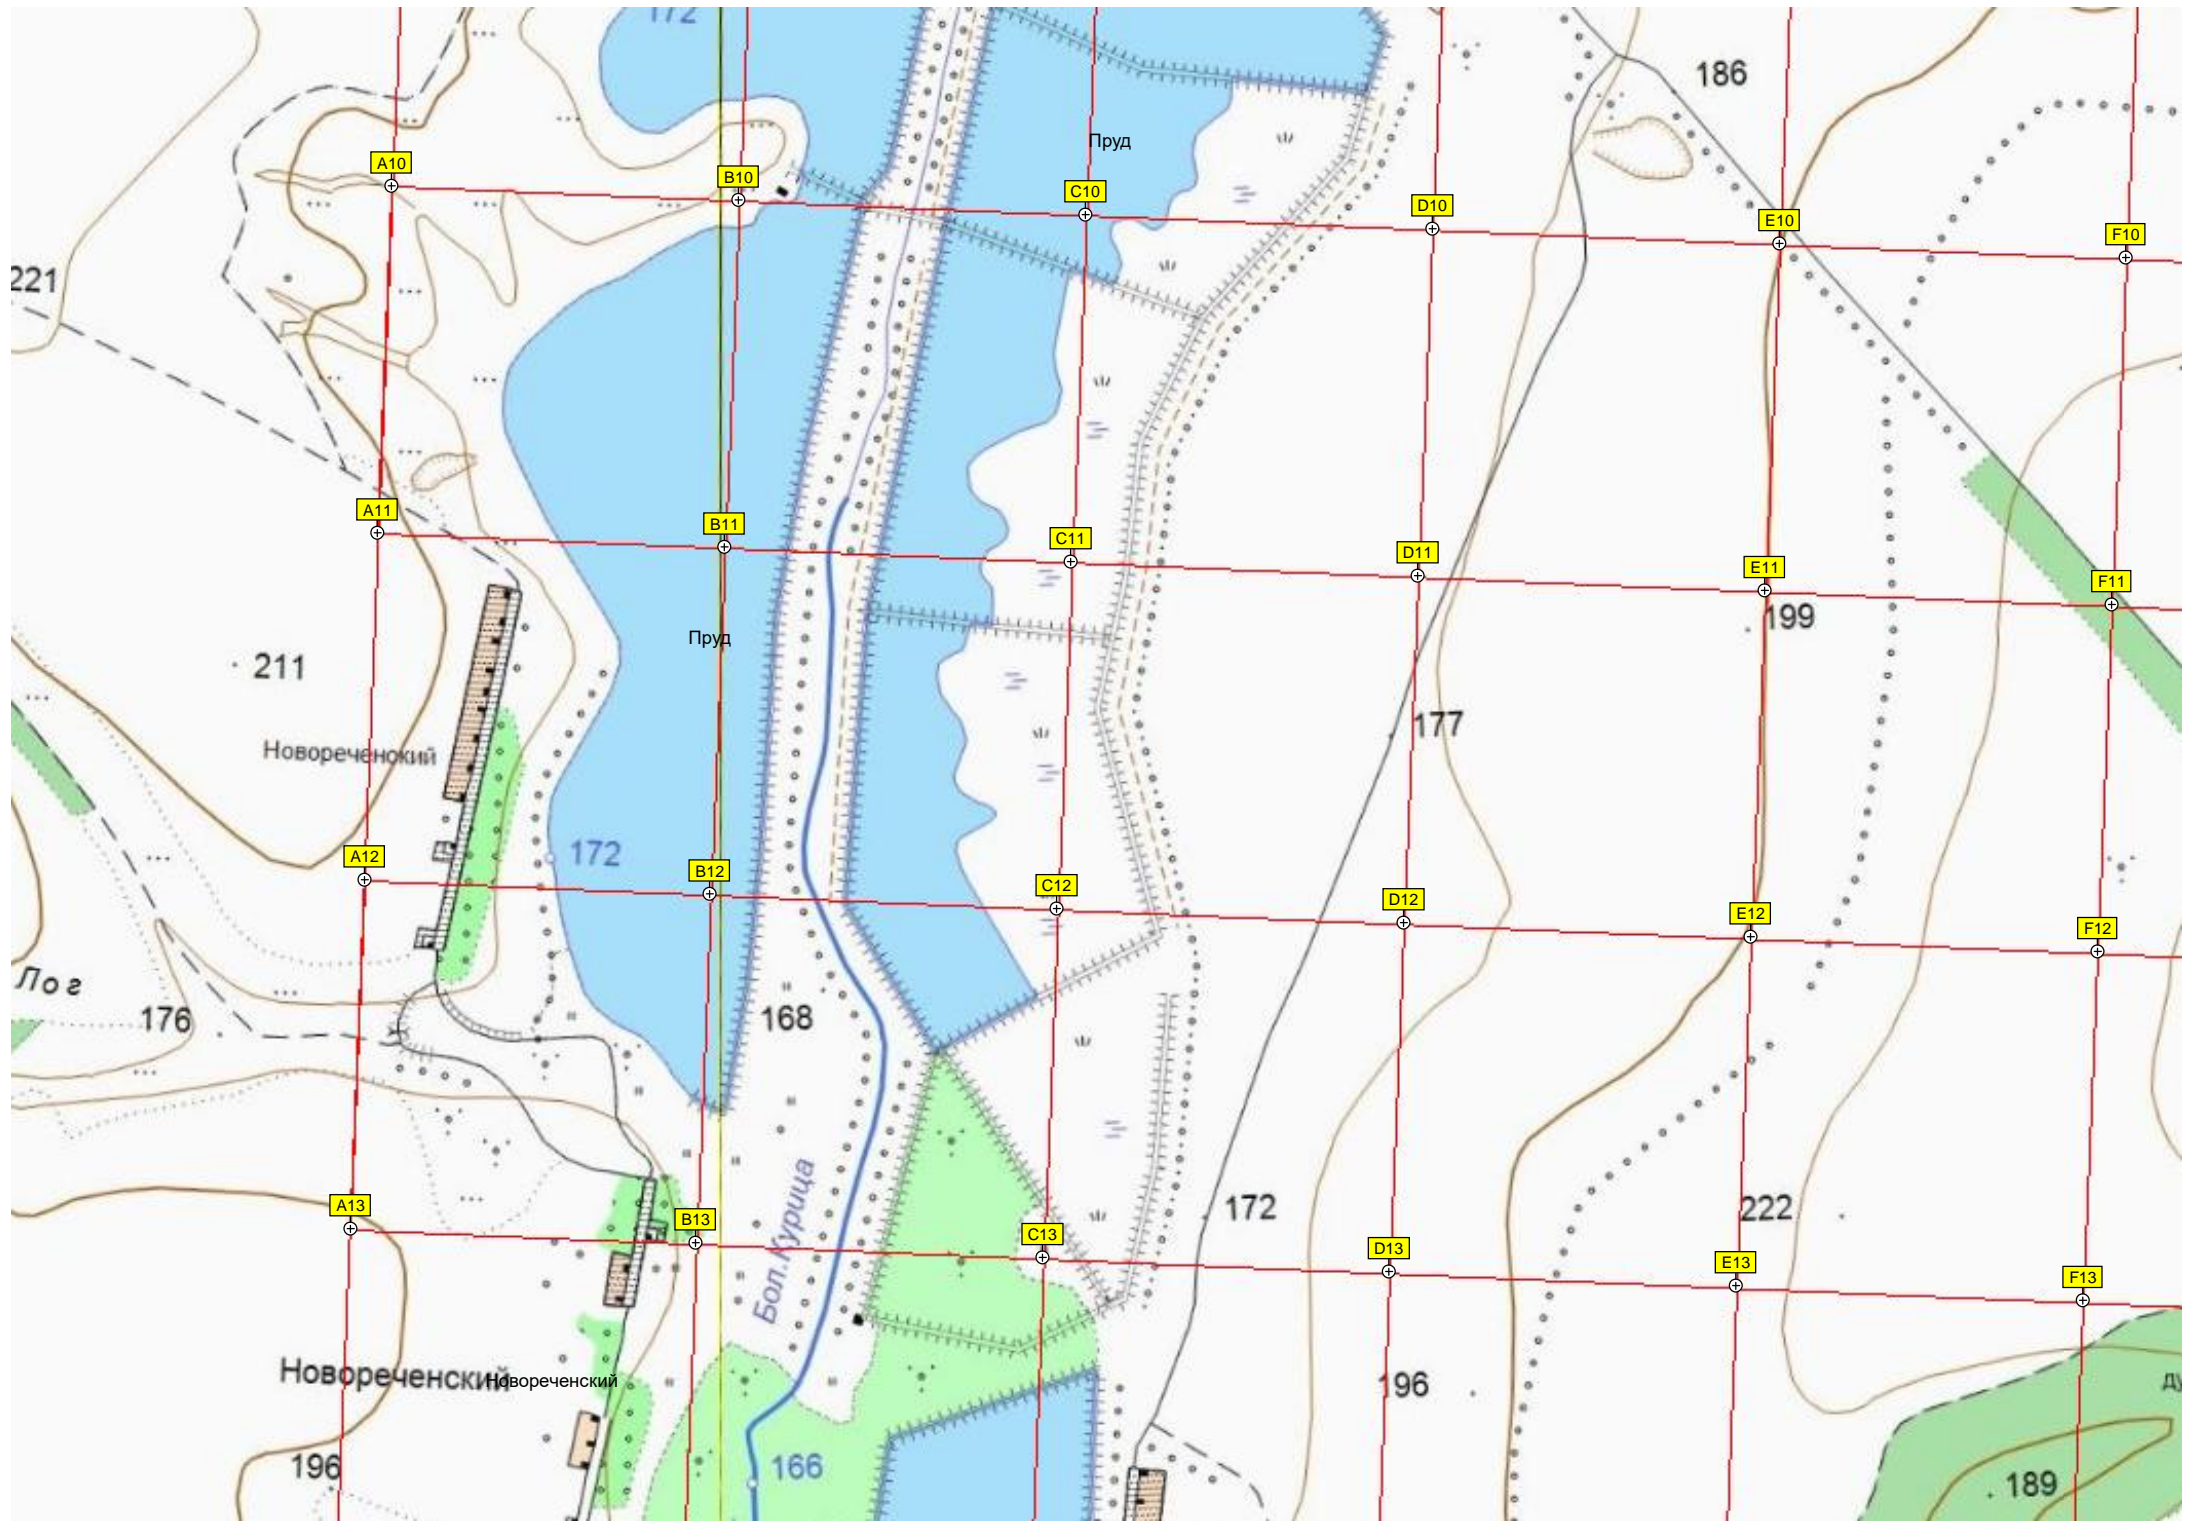 172
186
Пруд
A10
B10
C10
D10
E10
F10
221
A11
B11
C11
D11
E11
F11
199
Пруд
211
177
Новореченский
172
A12
B12
C12
D12
E12
F12
Лог
176
168
A13
B13
C13
D13
E13
F13
172
222
Бол.Курица
Новореченский
Новореченский
196
196
166
189